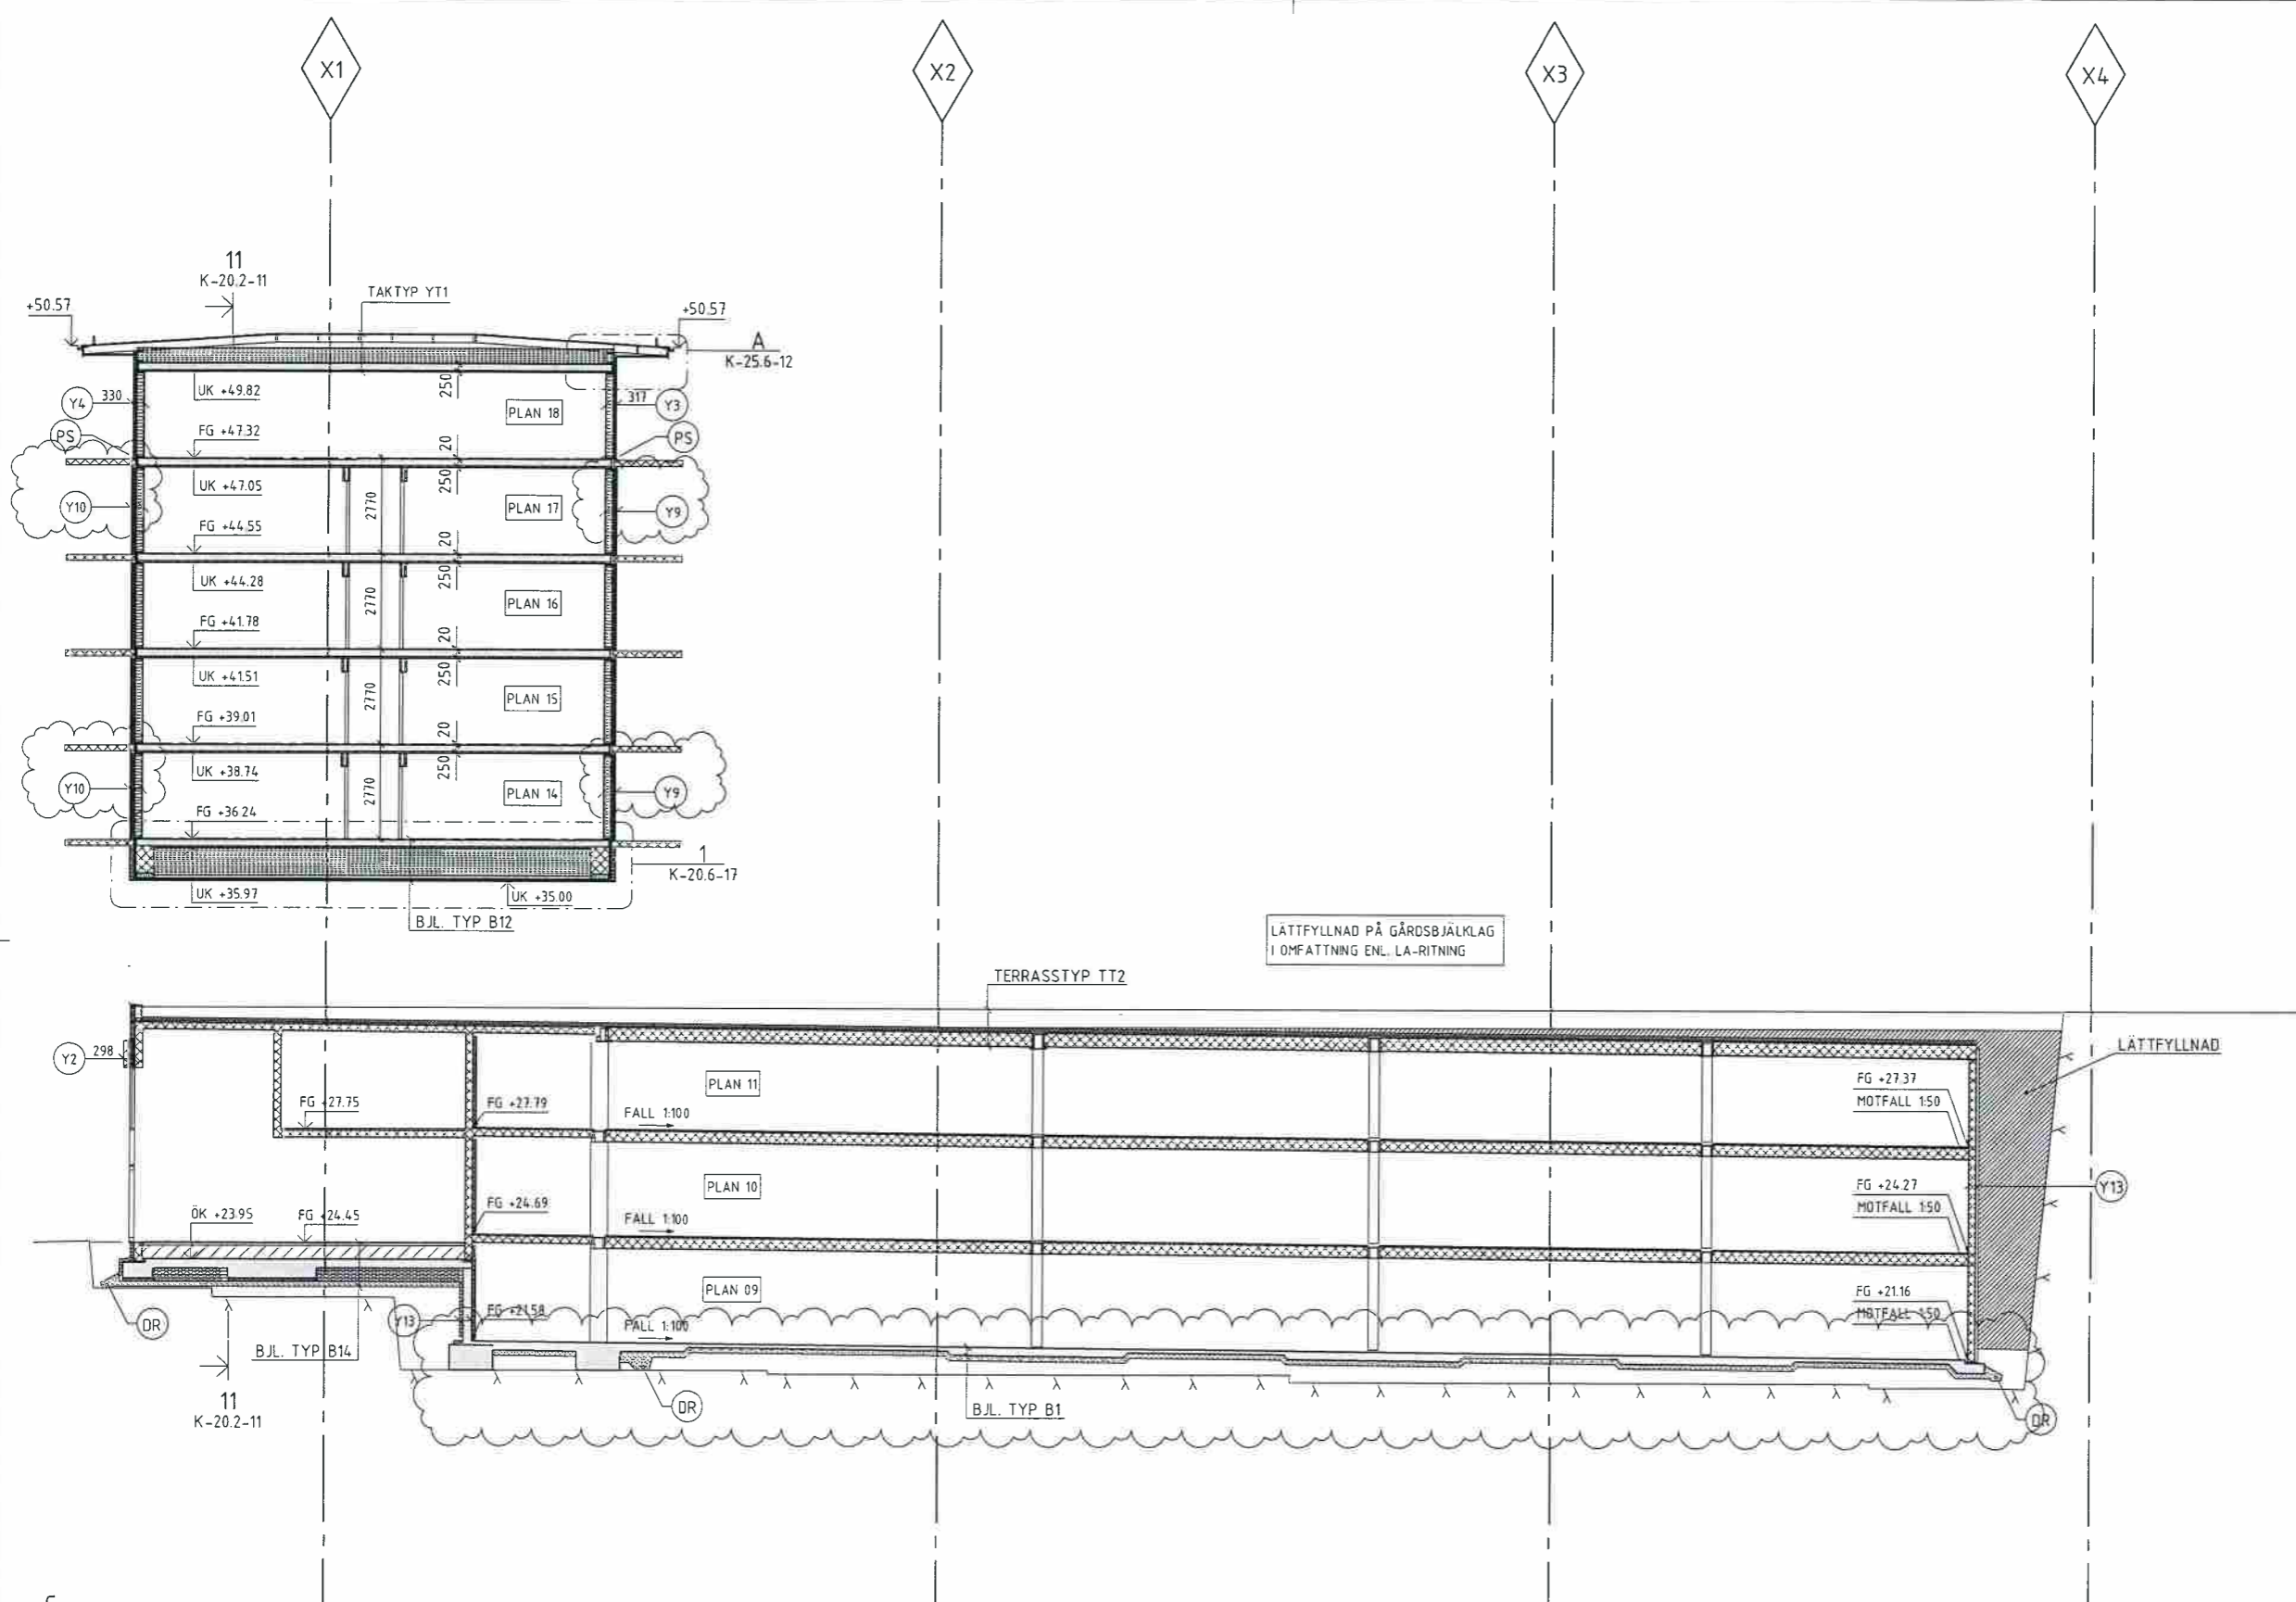 X1
X2
X3
X4
11
K-20.2-11
TAKTYP YT1
+50.57
+50.57
A
K-25.6-12
UK +49.82
250
Y4
330
PLAN 18
317
Y3
PS
FG +47.32
20
PS
UK +47.05
250
Y10
2770
PLAN 17
Y9
FG +44.55
20
UK +44.28
250
2770
PLAN 16
FG +41.78
20
UK +41.51
250
2770
PLAN 15
FG +39.01
20
UK +38.74
250
Y10
2770
PLAN 14
Y9
FG +36.24
1
K-20.6-17
UK +35.97
UK +35.00
BJL. TYP B12
LÄTTFYLLNAD PÅ GÅRDSBJÄLKLAG
I OMFATTNING ENL. LA-RITNING
TERRASSTYP TT2
Y2
298
LÄTTFYLLNAD
PLAN 11
FG +27.37
MOTFALL 1:50
FG +27.75
FG +27.79
FALL 1:100
PLAN 10
FG +24.27
MOTFALL 1:50
Y13
FG +24.69
ÖK +23.95
FG +24.45
FALL 1:100
PLAN 09
FG +21.16
MOTFALL 1:50
Y13
FG +21.58
FALL 1:100
DR
BJL. TYP B14
11
K-20.2-11
DR
BJL. TYP B1
DR